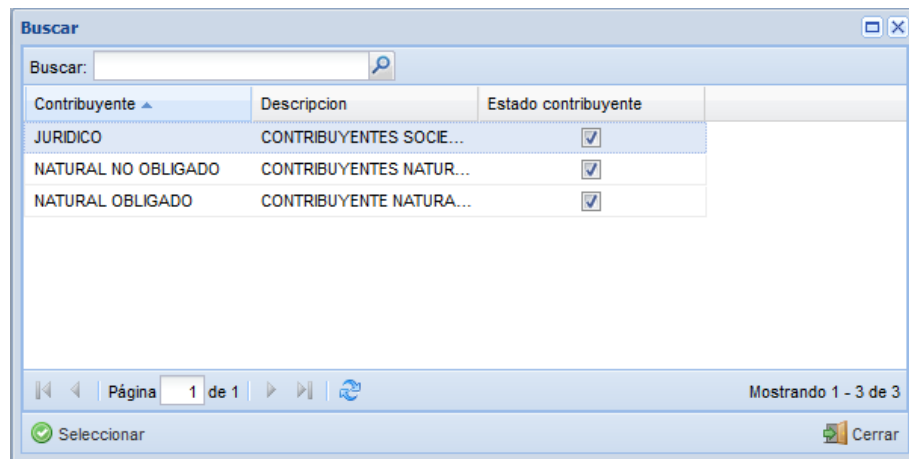 Buscar
Buscar:
Contribuyente Descripcion Estado contribuyente
JURIDICO CONTRIBUYENTES SOCIE...
NATURAL NO OBLIGADO CONTRIBUYENTES NATUR...
NATURAL OBLIGADO CONTRIBUYENTE NATURA...
Página 1 de 1 Mostrando 1 - 3 de 3
Seleccionar Cerrar